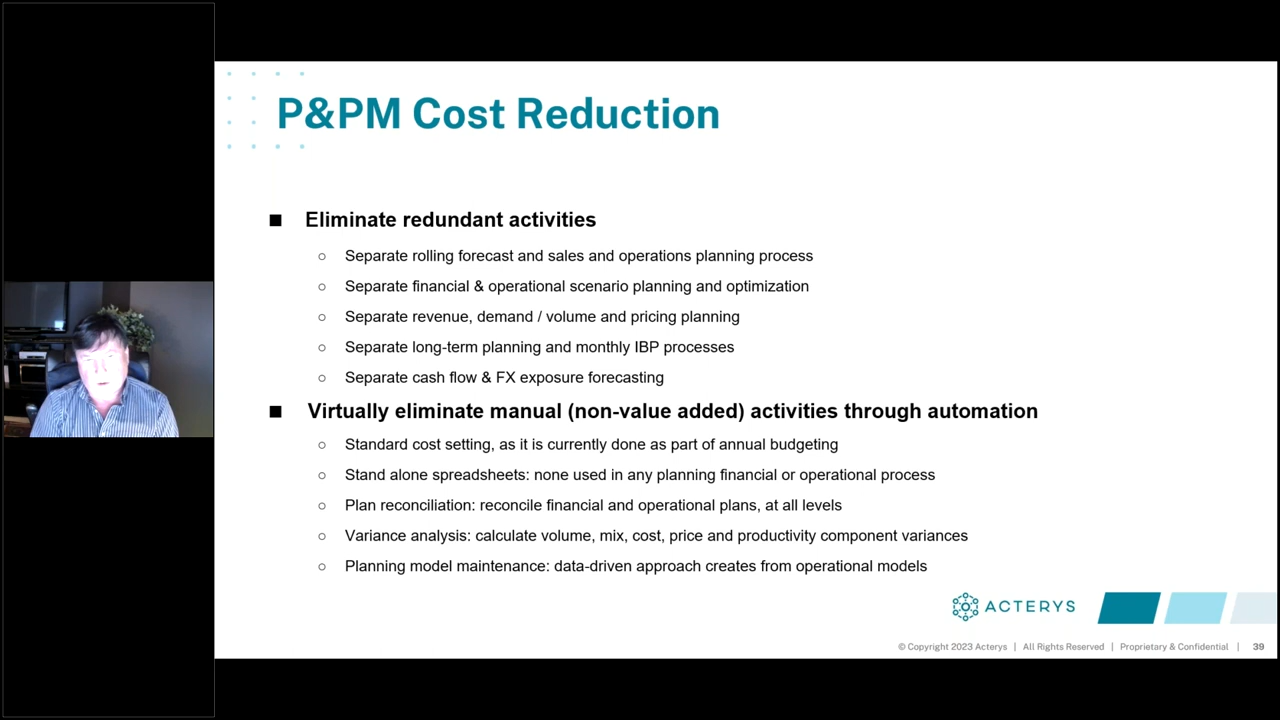 P&PM Cost Reduction
Eliminate redundant activities
Separate rolling forecast and sales and operations planning process
Separate financial & operational scenario planning and optimization
Separate revenue, demand / volume and pricing planning
Separate long-term planning and monthly IBP processes
Separate cash flow & FX exposure forecasting
Virtually eliminate manual (non-value added) activities through automation
Standard cost setting, as it is currently done as part of annual budgeting
Stand alone spreadsheets: none used in any planning financial or operational process
Plan reconciliation: reconcile financial and operational plans, at all levels
Variance analysis: calculate volume, mix, cost, price and productivity component variances
Planning model maintenance: data-driven approach creates from operational models
ACTERYS
© Copyright 2023 Acterys | All Rights Reserved | Proprietary & Confidential | 39